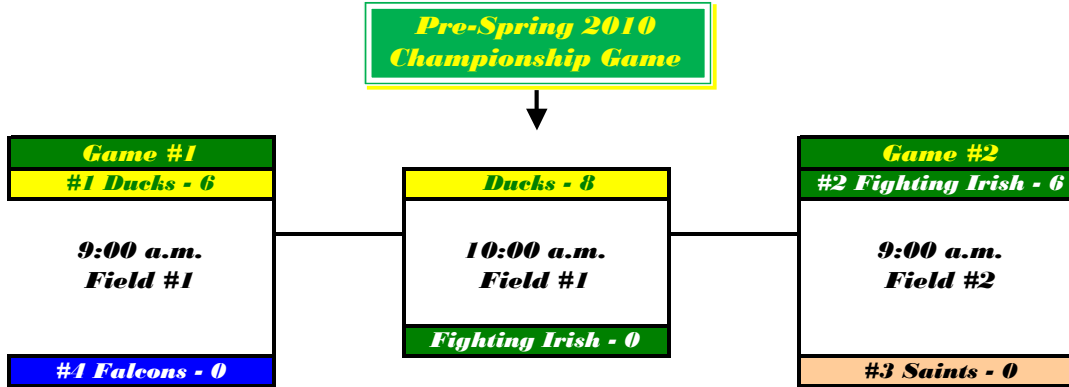 Pre-Spring 2010
Championship Game
Game #1
#1 Ducks - 6
9:00 a.m.
Field #1
#4 Falcons - 0
Ducks - 8
10:00 a.m.
Field #1
Fighting Irish - 0
Game #2
#2 Fighting Irish - 6
9:00 a.m.
Field #2
#3 Saints - 0